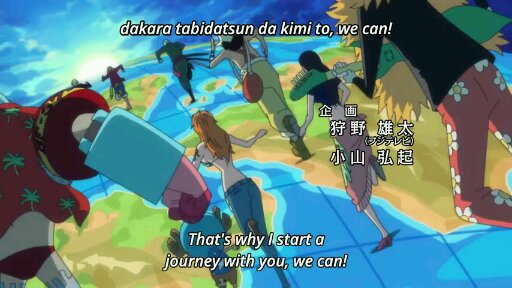 dakara tabidatsun da kimi to, we can!
企画
狩野 雄太
(フジテレビ)
小山 弘起
That's why I start a
journey with you, we can!